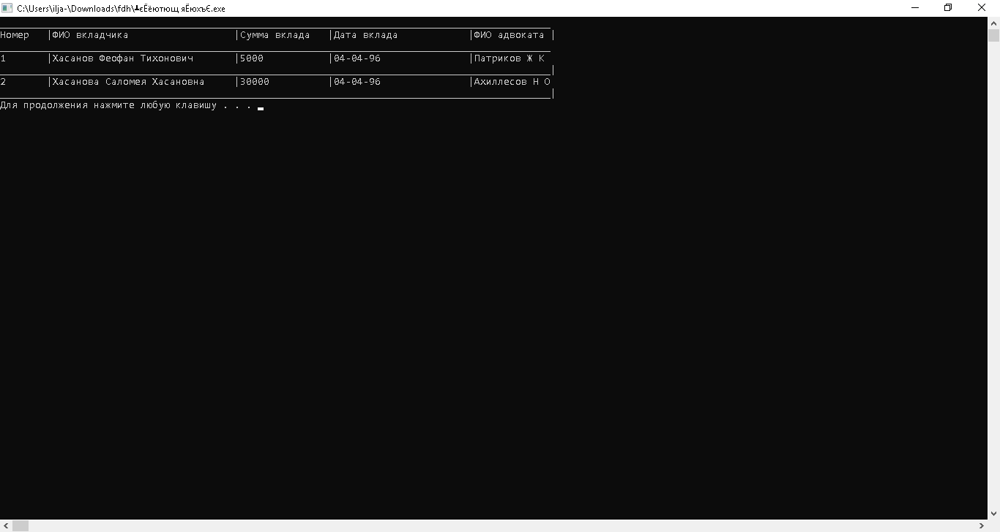 C:\Users\ilja-\Downloads\fdh\┴єЁёютющ яЁюхъЄ.exe
Номер |ФИО вкладчика |Сумма вклада |Дата вклада |ФИО адвоката |
1 |Хасанов Феофан Тихонович |5000 |04-04-96 |Патриков Ж К
|
2 |Хасанова Саломея Хасановна |30000 |04-04-96 |Ахиллесов Н О
|
Для продолжения нажмите любую клавишу . . .